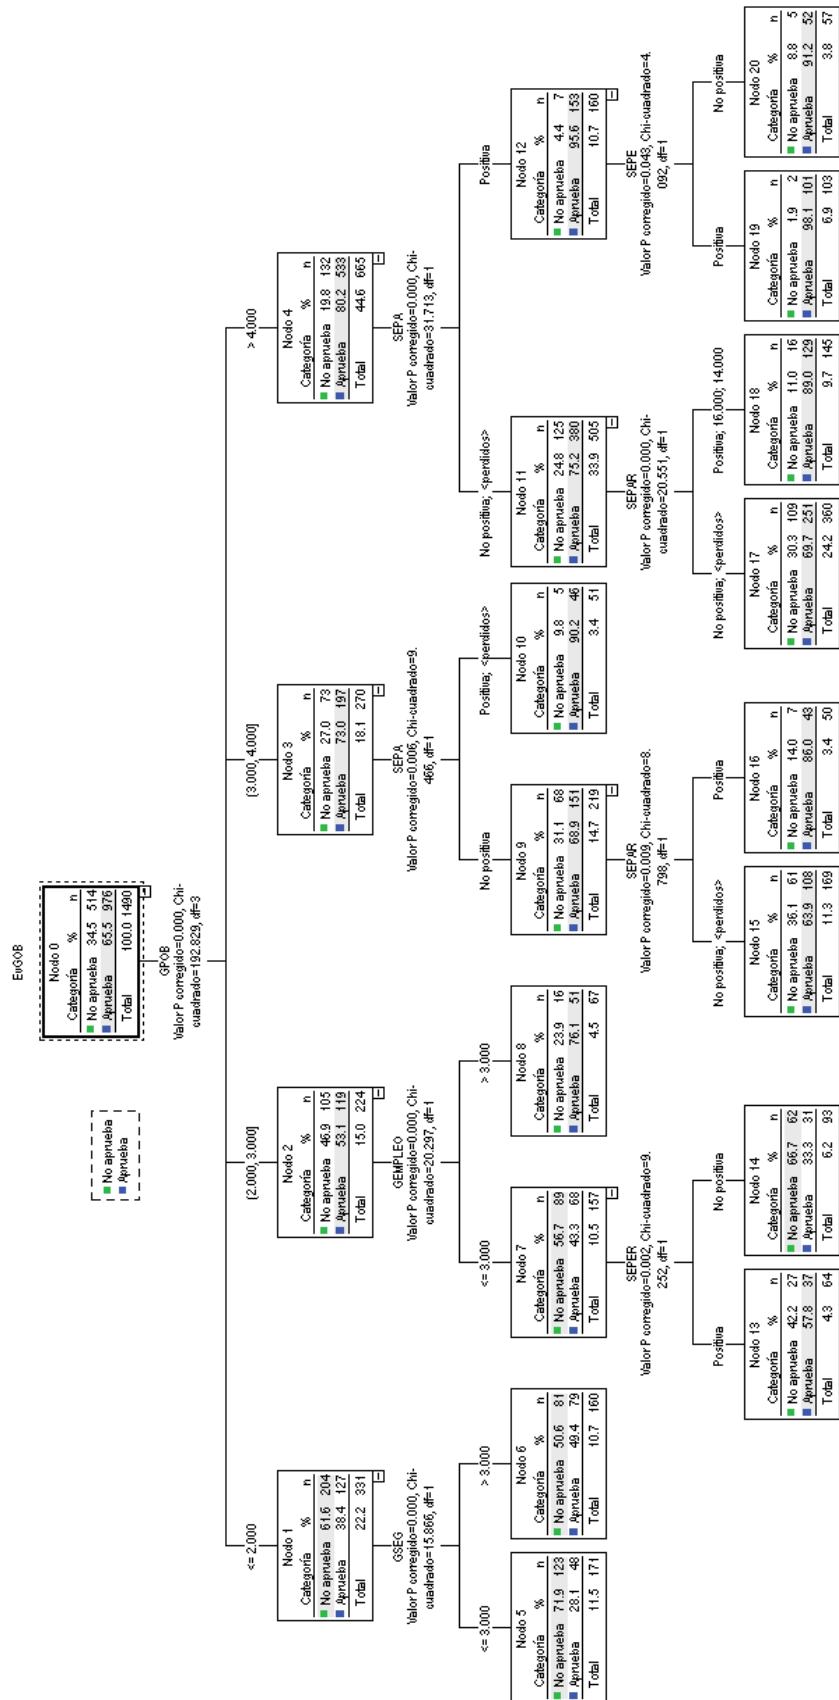 EvGOB
No aprueba
Aprueba
Nodo 0
Categoría % n
No aprueba 34.5 514
Aprueba 65.5 976
Total 100.0 1490
GPOB
Valor P corregido=0.000, Chi-
cuadrado=192.829, df=3
<= 2.000
(2.000, 3.000]
(3.000, 4.000]
> 4.000
Nodo 1
Categoría % n
No aprueba 61.6 204
Aprueba 38.4 127
Total 22.2 331
Nodo 2
Categoría % n
No aprueba 46.9 105
Aprueba 53.1 119
Total 15.0 224
Nodo 3
Categoría % n
No aprueba 27.0 73
Aprueba 73.0 197
Total 18.1 270
Nodo 4
Categoría % n
No aprueba 19.8 132
Aprueba 80.2 533
Total 44.6 665
GSEG
Valor P corregido=0.000, Chi-
cuadrado=15.866, df=1
GEMPLEO
Valor P corregido=0.000, Chi-
cuadrado=20.297, df=1
SEPA
Valor P corregido=0.006, Chi-cuadrado=9.
466, df=1
SEPA
Valor P corregido=0.000, Chi-
cuadrado=31.713, df=1
<= 3.000
> 3.000
<= 3.000
> 3.000
No positiva
Positiva; <perdidos>
No positiva; <perdidos>
Positiva
Nodo 5
Categoría % n
No aprueba 71.9 123
Aprueba 28.1 48
Total 11.5 171
Nodo 6
Categoría % n
No aprueba 50.6 81
Aprueba 49.4 79
Total 10.7 160
Nodo 7
Categoría % n
No aprueba 56.7 89
Aprueba 43.3 68
Total 10.5 157
Nodo 8
Categoría % n
No aprueba 23.9 16
Aprueba 76.1 51
Total 4.5 67
Nodo 9
Categoría % n
No aprueba 31.1 68
Aprueba 68.9 151
Total 14.7 219
Nodo 10
Categoría % n
No aprueba 9.8 5
Aprueba 90.2 46
Total 3.4 51
Nodo 11
Categoría % n
No aprueba 24.8 125
Aprueba 75.2 380
Total 33.9 505
Nodo 12
Categoría % n
No aprueba 4.4 7
Aprueba 95.6 153
Total 10.7 160
SEPER
Valor P corregido=0.002, Chi-cuadrado=9.
252, df=1
SEPAR
Valor P corregido=0.009, Chi-cuadrado=8.
798, df=1
SEPAR
Valor P corregido=0.000, Chi-
cuadrado=20.551, df=1
SEPE
Valor P corregido=0.043, Chi-cuadrado=4.
092, df=1
Positiva
No positiva
No positiva; <perdidos>
Positiva
No positiva; <perdidos>
Positiva; 16.000; 14.000
Positiva
No positiva
Nodo 13
Categoría % n
No aprueba 42.2 27
Aprueba 57.8 37
Total 4.3 64
Nodo 14
Categoría % n
No aprueba 66.7 62
Aprueba 33.3 31
Total 6.2 93
Nodo 15
Categoría % n
No aprueba 36.1 61
Aprueba 63.9 108
Total 11.3 169
Nodo 16
Categoría % n
No aprueba 14.0 7
Aprueba 86.0 43
Total 3.4 50
Nodo 17
Categoría % n
No aprueba 30.3 109
Aprueba 69.7 251
Total 24.2 360
Nodo 18
Categoría % n
No aprueba 11.0 16
Aprueba 89.0 129
Total 9.7 145
Nodo 19
Categoría % n
No aprueba 1.9 2
Aprueba 98.1 101
Total 6.9 103
Nodo 20
Categoría % n
No aprueba 8.8 5
Aprueba 91.2 52
Total 3.8 57